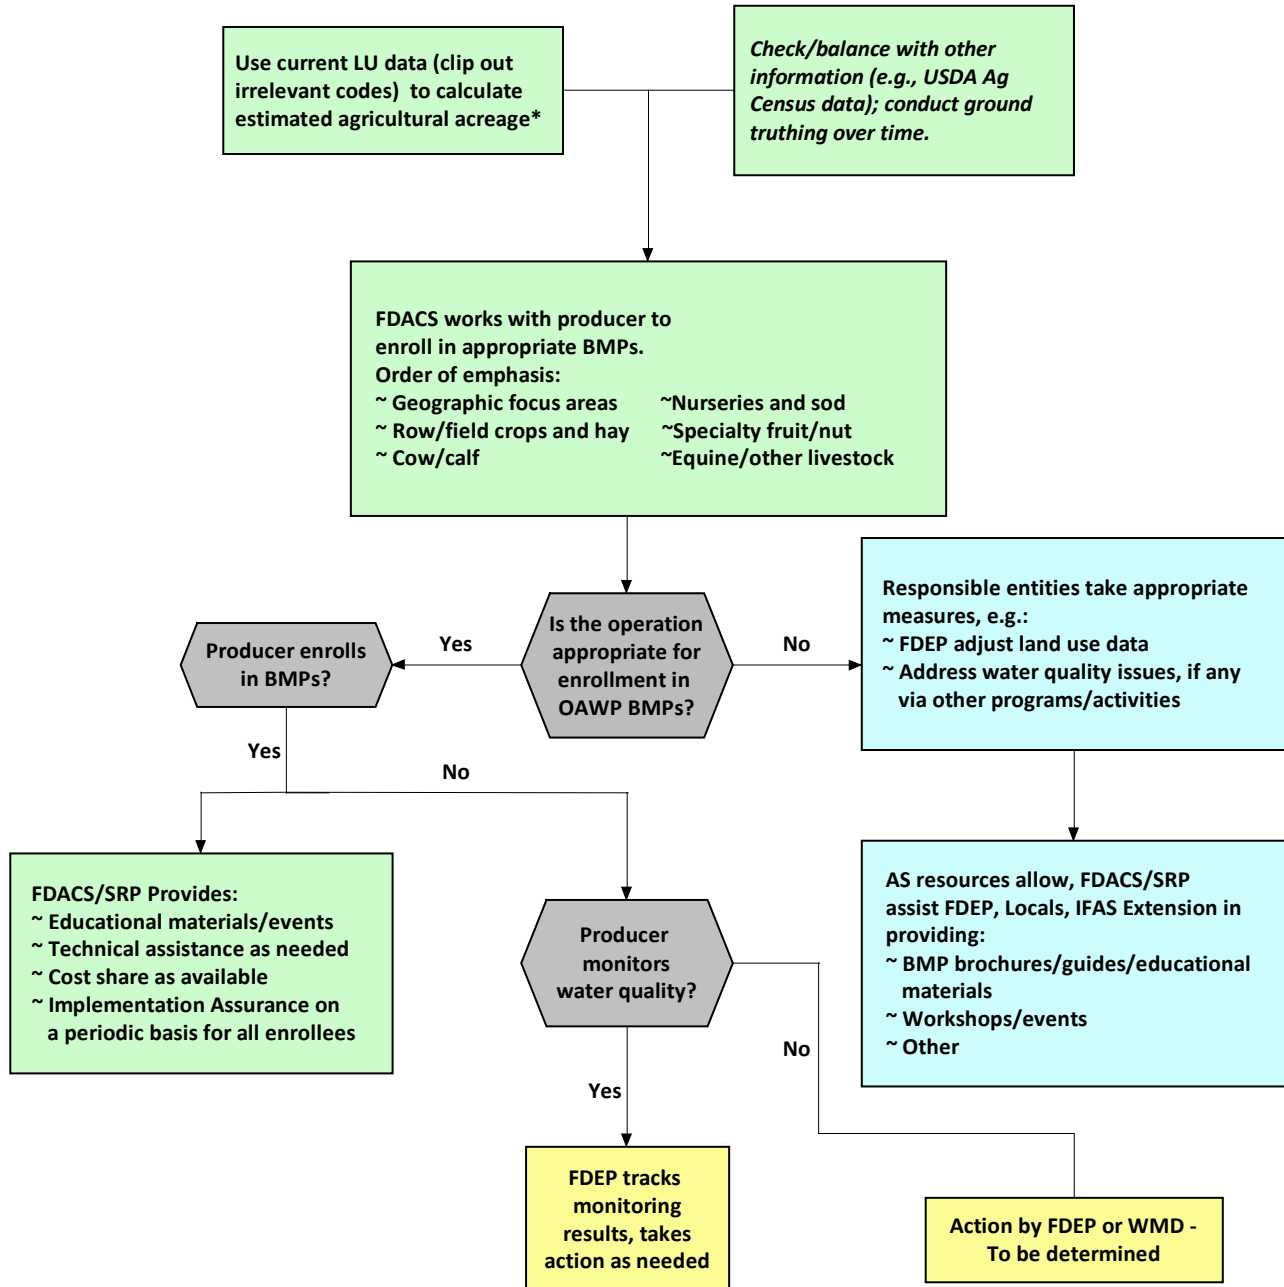 Use current LU data (clip out
irrelevant codes)  to calculate
estimated agricultural acreage*
Check/balance with other
information (e.g., USDA Ag
Census data); conduct ground
truthing over time.
FDACS works with producer to
enroll in appropriate BMPs.
Order of emphasis:
~ Geographic focus areas
~ Row/field crops and hay
~ Cow/calf
~Nurseries and sod
~Specialty fruit/nut
~Equine/other livestock
Is the operation
appropriate for
enrollment in
OAWP BMPs?
Yes
No
Producer enrolls
in BMPs?
Responsible entities take appropriate
measures, e.g.:
~ FDEP adjust land use data
~ Address water quality issues, if any
via other programs/activities
Yes
No
FDACS/SRP Provides:
~ Educational materials/events
~ Technical assistance as needed
~ Cost share as available
~ Implementation Assurance on
a periodic basis for all enrollees
Producer
monitors
water quality?
AS resources allow, FDACS/SRP
assist FDEP, Locals, IFAS Extension in
providing:
~ BMP brochures/guides/educational
materials
~ Workshops/events
~ Other
Yes
No
FDEP tracks
monitoring
results, takes
action as needed
Action by FDEP or WMD -
To be determined